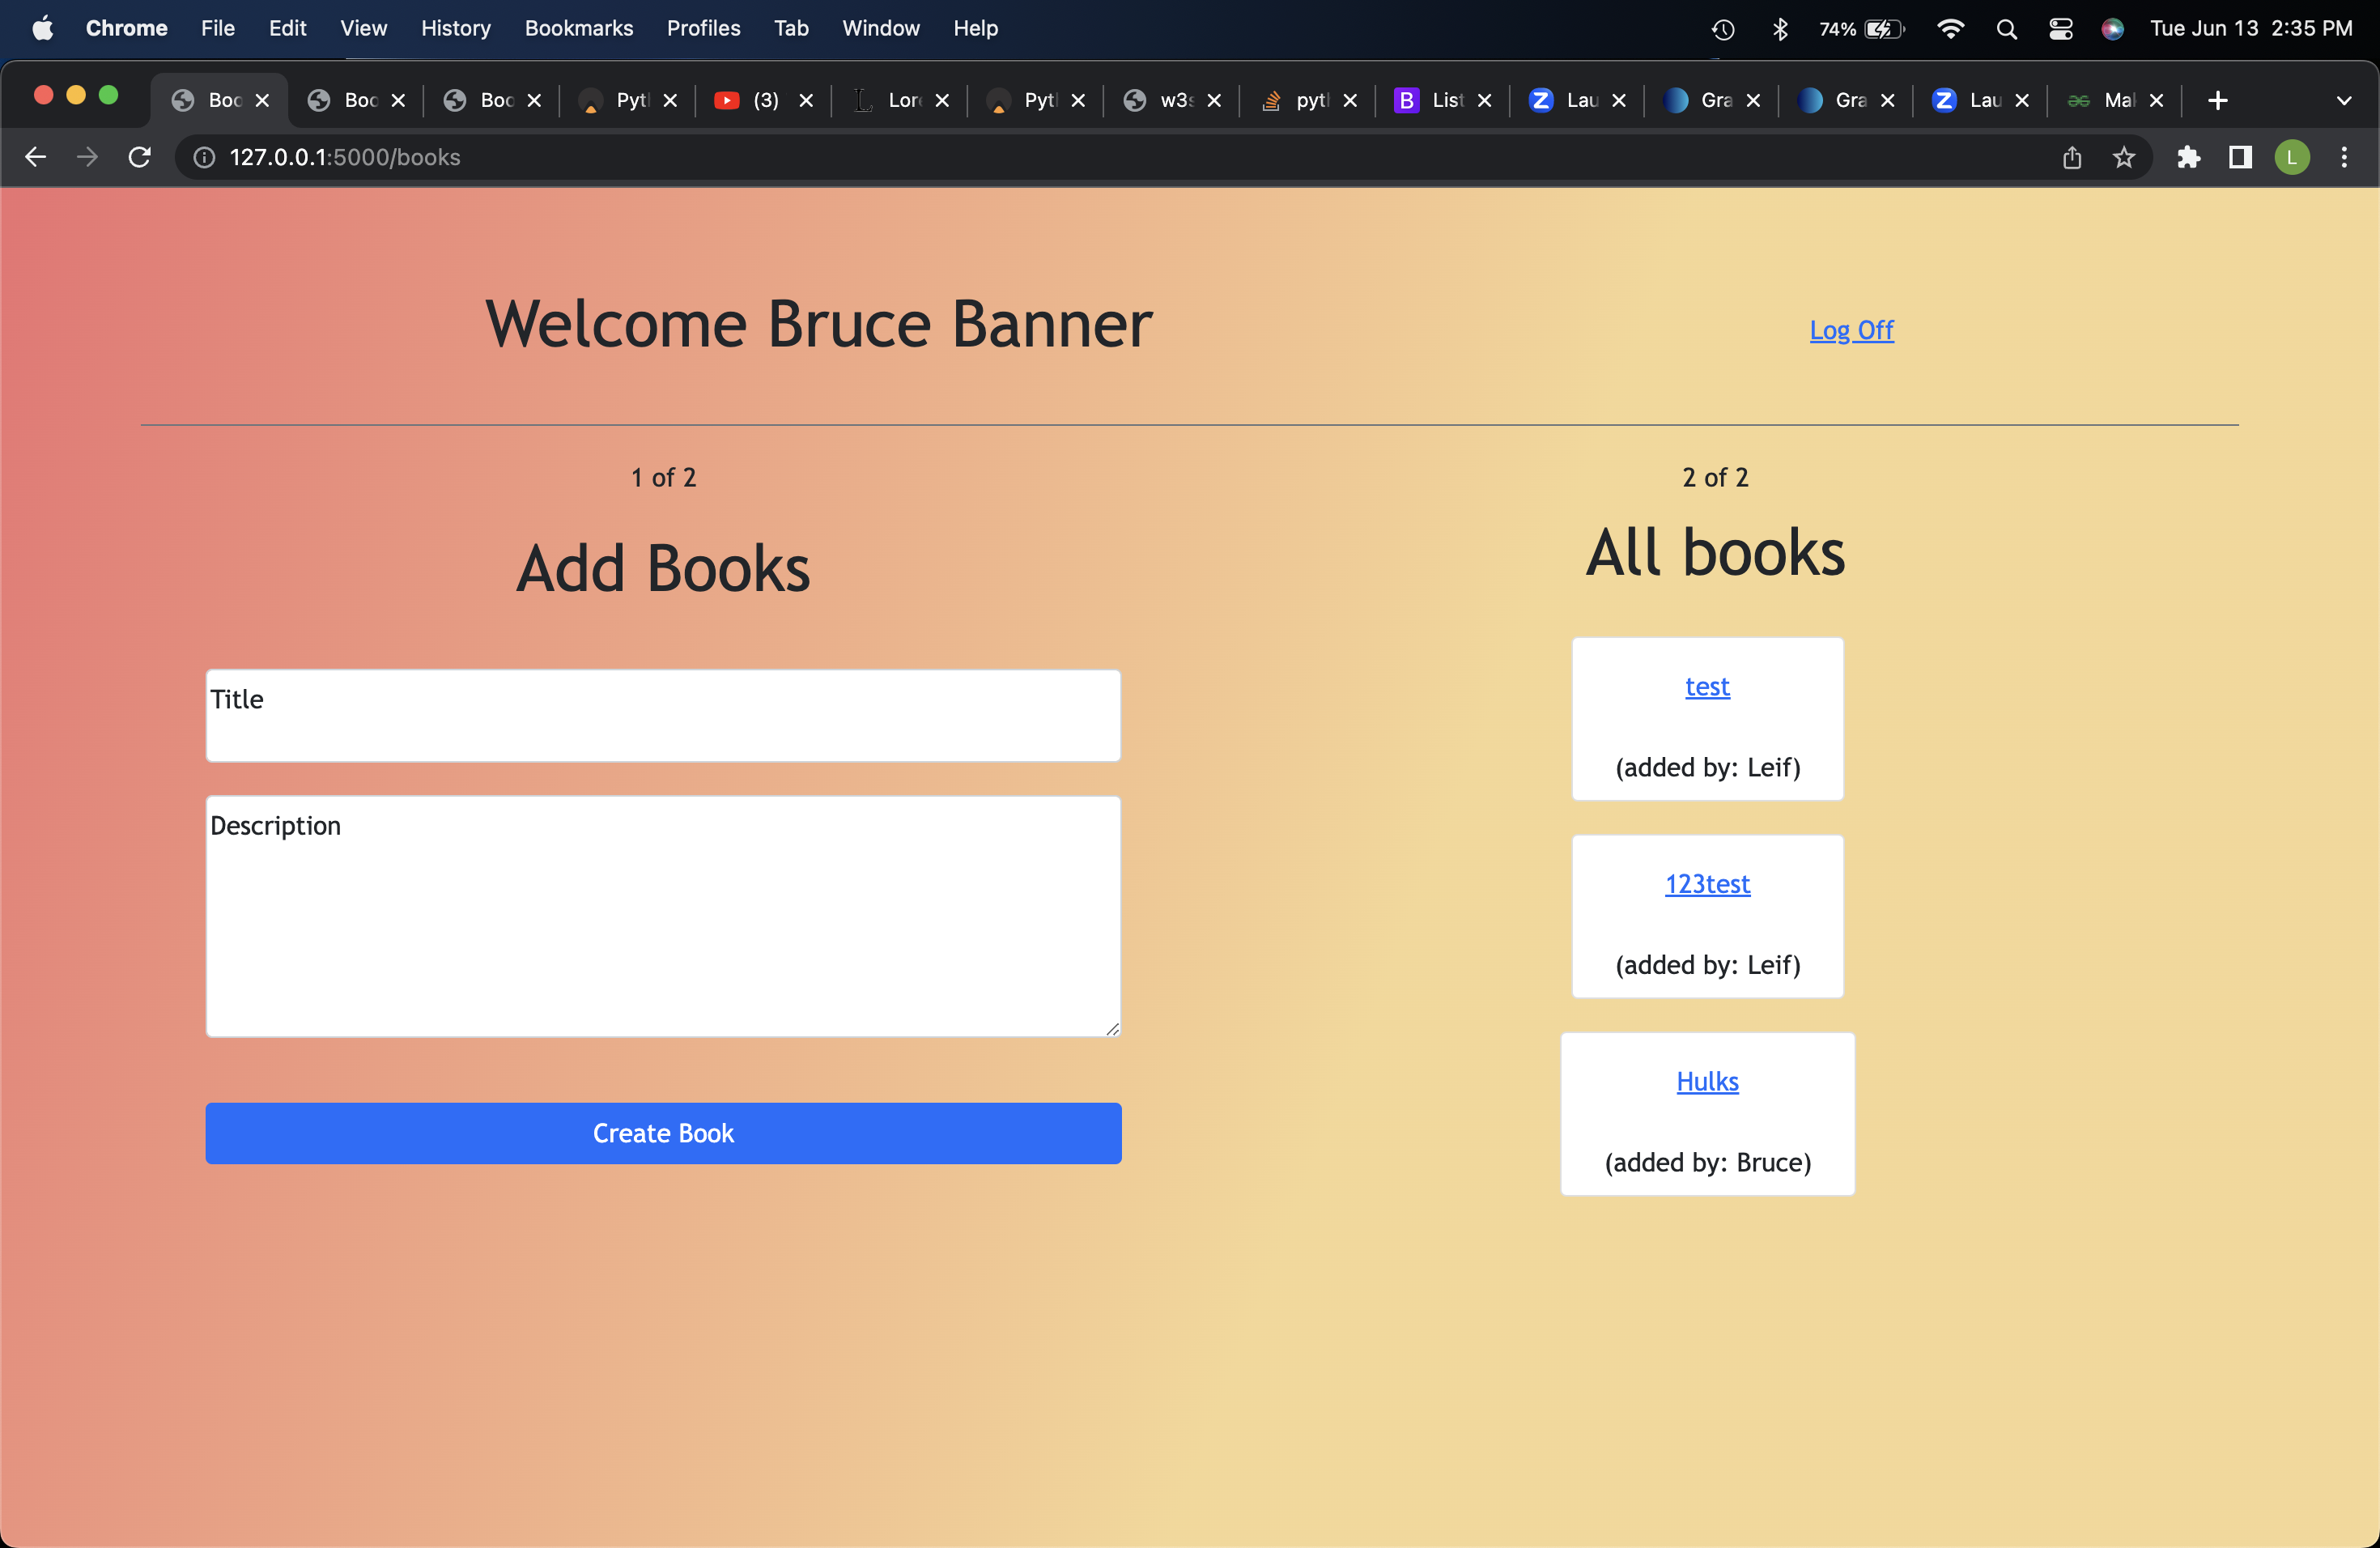 Chrome File Edit View History Bookmarks Profiles Tab Window Help 74% Tue Jun 13 2:35 PM
Boo Boo Boo Pyt (3) Lor Pyt w3s pyt B List Z Lau Gra Gra Z Lau Ma
127.0.0.1:5000/books L
Welcome Bruce Banner
Log Off
1 of 2
Add Books
Title
Description
Create Book
2 of 2
All books
test
(added by: Leif)
123test
(added by: Leif)
Hulks
(added by: Bruce)